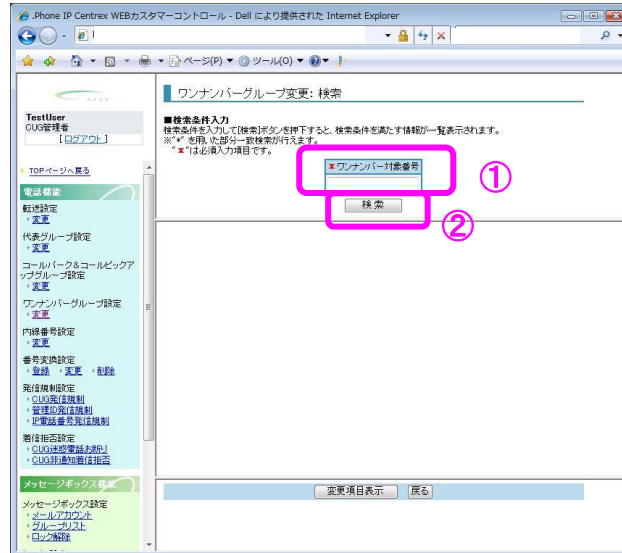 .Phone IP Centrex WEBカスタマーコントロール - Dell により提供された Internet Explorer
ページ(P) ツール(O)
TestUser
CUG管理者
[ログアウト]
TOPページへ戻る
電話機能
転送設定
変更
代表グループ設定
変更
コールパーク&コールピックアップグループ設定
変更
ワンナンバーグループ設定
変更
内線番号設定
変更
番号変換設定
登録 変更 削除
発信規制設定
CUG発信規制
管理ID発信規制
IP電話番号発信規制
着信拒否設定
CUG迷惑電話お断り
CUG非通知着信拒否
メッセージボックス機能
メッセージボックス設定
メールアカウント
グループリスト
ロック解除
ワンナンバーグループ変更: 検索
■検索条件入力
検索条件を入力して[検索]ボタンを押下すると、検索条件を満たす情報が一覧表示されます。
※"*" を用いた部分一致検索が行えます。
"*"は必須入力項目です。
*ワンナンバー対象番号
①
検索
②
変更項目表示 戻る